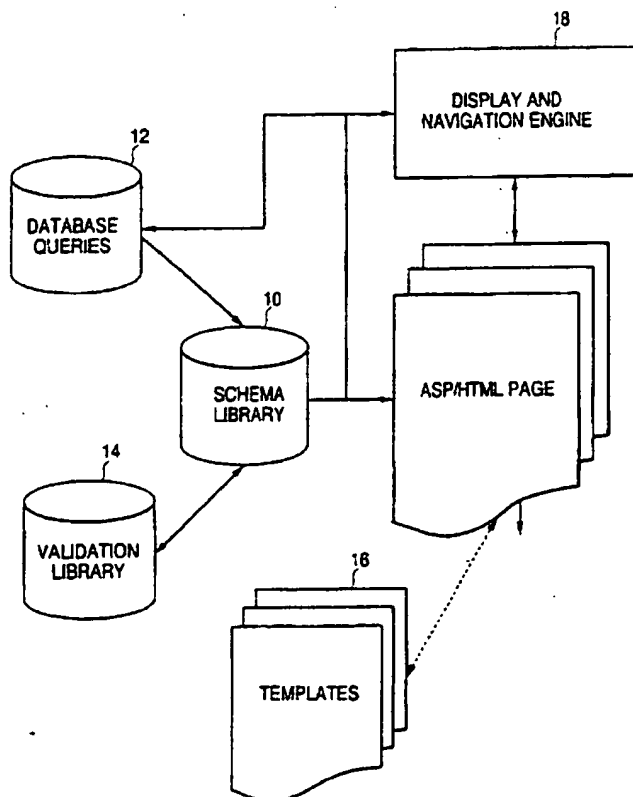 18
DISPLAY AND
NAVIGATION ENGINE
12
DATABASE
QUERIES
10
SCHEMA
LIBRARY
ASP/HTML PAGE
14
VALIDATION
LIBRARY
16
TEMPLATES